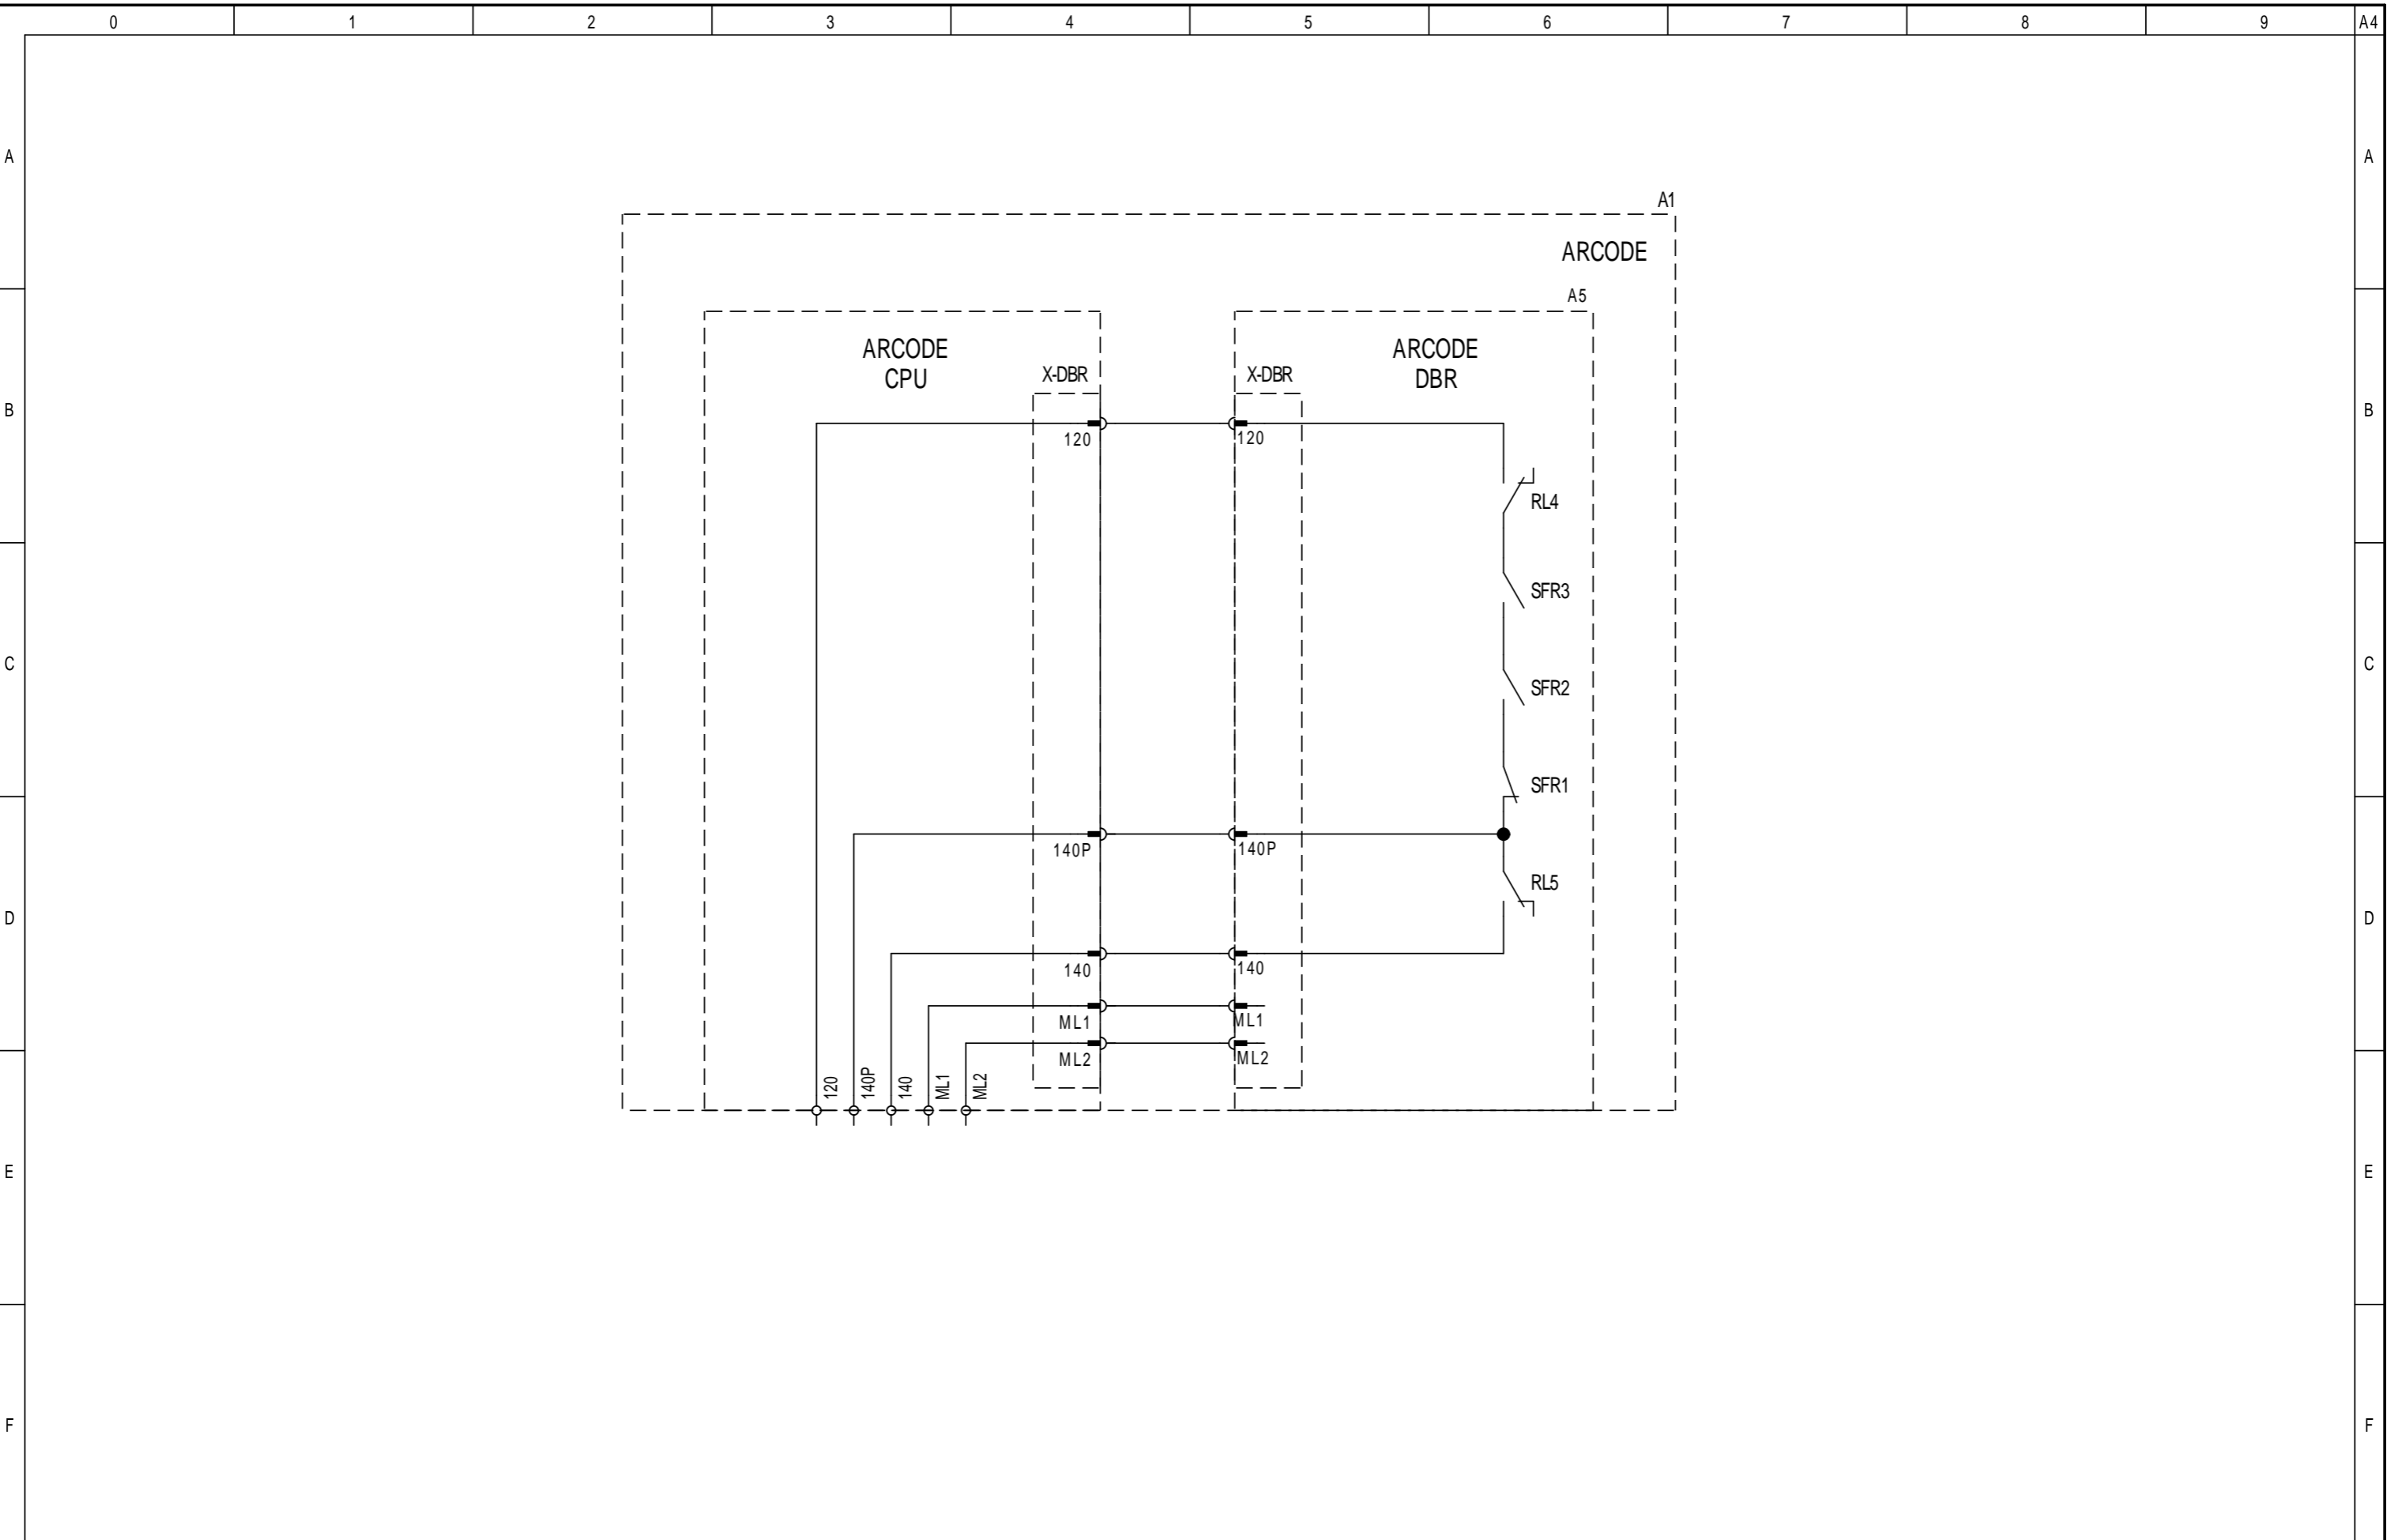 0 1 2 3 4 5 6 7 8 9 A4
A A
A1
ARCODE
A5
ARCODE
CPU
X-DBR
X-DBR
ARCODE
DBR
B B
120 120
RL4
SFR3
C C
SFR2
SFR1
140P 140P
RL5
D D
140 140
ML1 ML1
ML2 ML2
120 140P 140 ML1 ML2
E E
F F